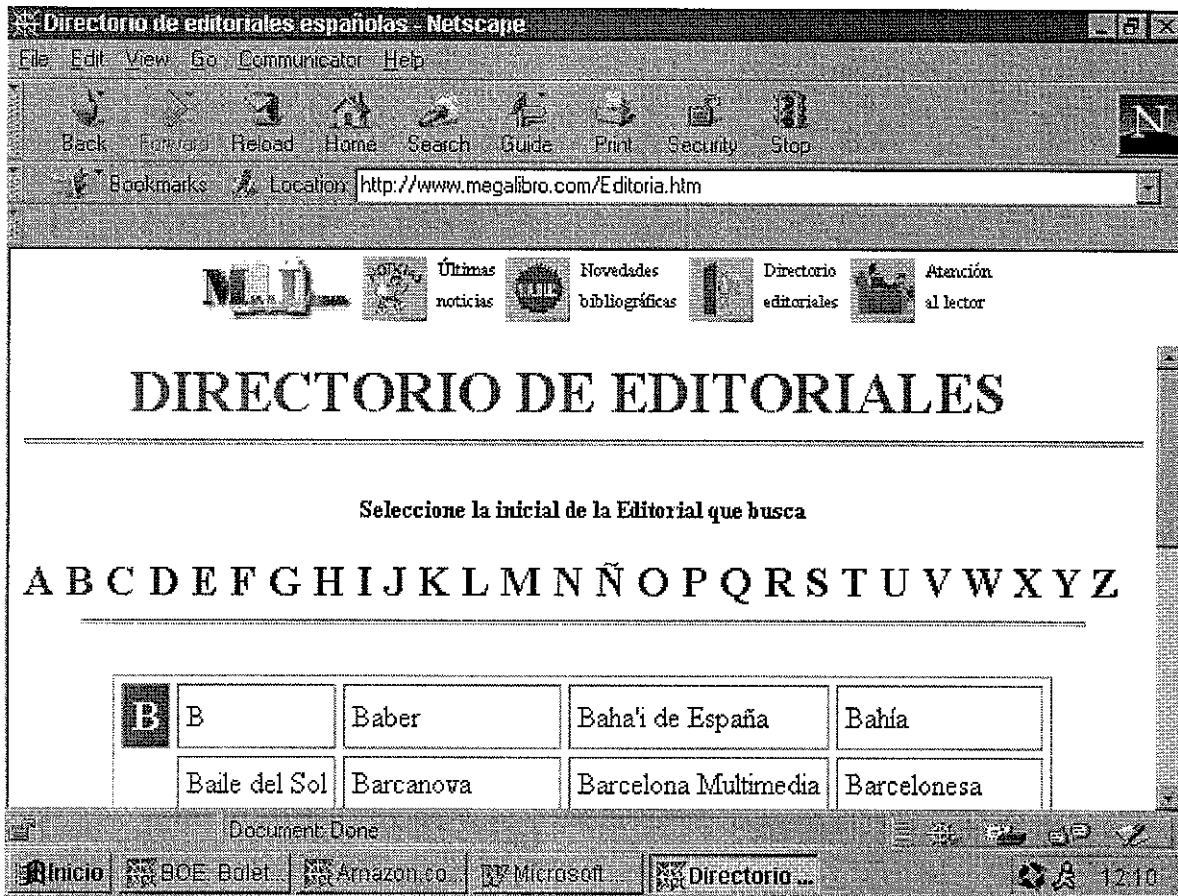 Directorio de editoriales españolas - Netscape
File Edit View Go Communicator Help
Back Forward Reload Home Search Guide Print Security Stop
N
Bookmarks Location: http://www.megalibro.com/Editoria.htm
Últimas noticias
Novedades bibliográficas
Directorio editoriales
Atención al lector
DIRECTORIO DE EDITORIALES
Seleccione la inicial de la Editorial que busca
A B C D E F G H I J K L M N Ñ O P Q R S T U V W X Y Z
B B Baber Baha'i de España Bahía
Baile del Sol Barcanova Barcelona Multimedia Barcelonesa
Document: Done
Inicio BOE Bolet... Amazon.co... Microsoft... Directorio ... 12:10